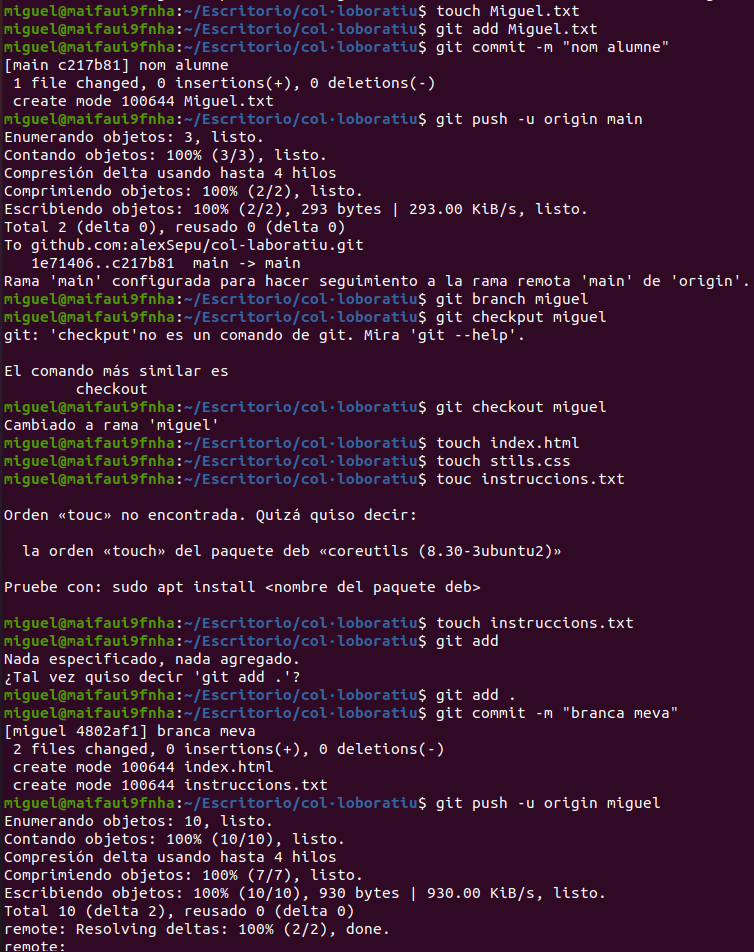 miguel@maifaui9fnha:~/Escritorio/col·loboratiu$ touch Miguel.txt
miguel@maifaui9fnha:~/Escritorio/col·loboratiu$ git add Miguel.txt
miguel@maifaui9fnha:~/Escritorio/col·loboratiu$ git commit -m "nom alumne"
[main c217b81] nom alumne
 1 file changed, 0 insertions(+), 0 deletions(-)
 create mode 100644 Miguel.txt
miguel@maifaui9fnha:~/Escritorio/col·loboratiu$ git push -u origin main
Enumerando objetos: 3, listo.
Contando objetos: 100% (3/3), listo.
Compresión delta usando hasta 4 hilos
Comprimiendo objetos: 100% (2/2), listo.
Escribiendo objetos: 100% (2/2), 293 bytes | 293.00 KiB/s, listo.
Total 2 (delta 0), reusado 0 (delta 0)
To github.com:alexSepu/col-laboratiu.git
   1e71406..c217b81  main -> main
Rama 'main' configurada para hacer seguimiento a la rama remota 'main' de 'origin'.
miguel@maifaui9fnha:~/Escritorio/col·loboratiu$ git branch miguel
miguel@maifaui9fnha:~/Escritorio/col·loboratiu$ git checkput miguel
git: 'checkput'no es un comando de git. Mira 'git --help'.

El comando más similar es
        checkout
miguel@maifaui9fnha:~/Escritorio/col·loboratiu$ git checkout miguel
Cambiado a rama 'miguel'
miguel@maifaui9fnha:~/Escritorio/col·loboratiu$ touch index.html
miguel@maifaui9fnha:~/Escritorio/col·loboratiu$ touch stils.css
miguel@maifaui9fnha:~/Escritorio/col·loboratiu$ touc instruccions.txt

Orden «touc» no encontrada. Quizá quiso decir:

  la orden «touch» del paquete deb «coreutils (8.30-3ubuntu2)»

Pruebe con: sudo apt install <nombre del paquete deb>

miguel@maifaui9fnha:~/Escritorio/col·loboratiu$ touch instruccions.txt
miguel@maifaui9fnha:~/Escritorio/col·loboratiu$ git add
Nada especificado, nada agregado.
¿Tal vez quiso decir 'git add .'?
miguel@maifaui9fnha:~/Escritorio/col·loboratiu$ git add .
miguel@maifaui9fnha:~/Escritorio/col·loboratiu$ git commit -m "branca meva"
[miguel 4802af1] branca meva
 2 files changed, 0 insertions(+), 0 deletions(-)
 create mode 100644 index.html
 create mode 100644 instruccions.txt
miguel@maifaui9fnha:~/Escritorio/col·loboratiu$ git push -u origin miguel
Enumerando objetos: 10, listo.
Contando objetos: 100% (10/10), listo.
Compresión delta usando hasta 4 hilos
Comprimiendo objetos: 100% (7/7), listo.
Escribiendo objetos: 100% (10/10), 930 bytes | 930.00 KiB/s, listo.
Total 10 (delta 2), reusado 0 (delta 0)
remote: Resolving deltas: 100% (2/2), done.
remote: